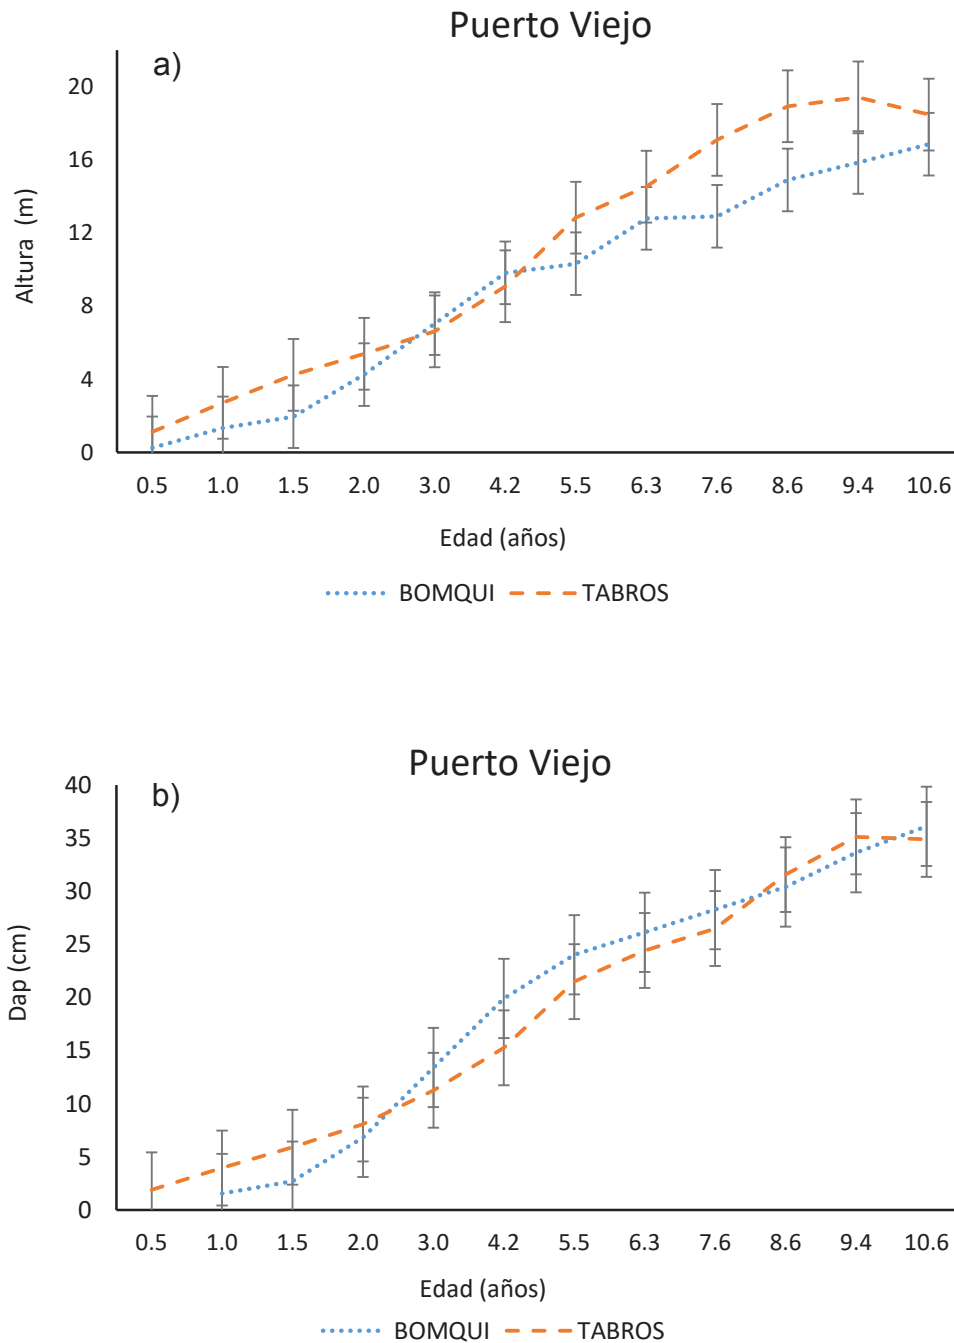 Puerto Viejo
a)
20
16
12
8
4
0
Altura (m)
0.5 1.0 1.5 2.0 3.0 4.2 5.5 6.3 7.6 8.6 9.4 10.6
Edad (años)
BOMQUI TABROS
Puerto Viejo
b)
40
35
30
25
20
15
10
5
0
Dap (cm)
0.5 1.0 1.5 2.0 3.0 4.2 5.5 6.3 7.6 8.6 9.4 10.6
Edad (años)
BOMQUI TABROS